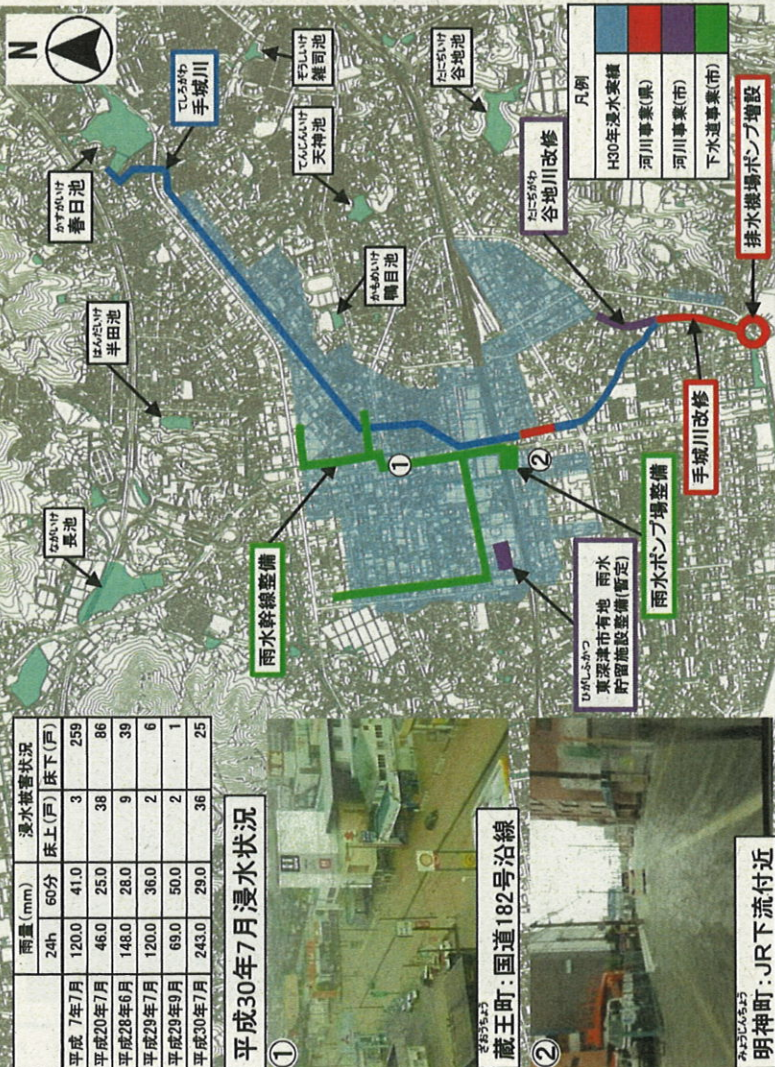 雨量(mm) 浸水被害状況
24h 60分 床上(戸) 床下(戸)
平成 7年7月 120.0 41.0 3 259
平成20年7月 46.0 25.0 38 86
平成28年6月 148.0 28.0 9 39
平成29年7月 120.0 36.0 2 6
平成29年9月 69.0 50.0 2 1
平成30年7月 243.0 29.0 36 25
平成30年7月浸水状況
①
ざおうちょう
蔵王町:国道182号沿線
②
みょうじんちょう
明神町:JR下流付近
N
ながいけ
長池
はんだいけ
半田池
かすがいけ
春日池
てしろがわ
手城川
ぞうしいけ
雑司池
てんじんいけ
天神池
かもめいけ
鴨目池
たにちいけ
谷地池
雨水幹線整備
①
②
ひがしふかつ
東深津市有地 雨水
貯留施設整備(暫定)
雨水ポンプ場整備
手城川改修
たにちがわ
谷地川改修
排水機場ポンプ増設
凡例
H30年浸水実績
河川事業(県)
河川事業(市)
下水道事業(市)